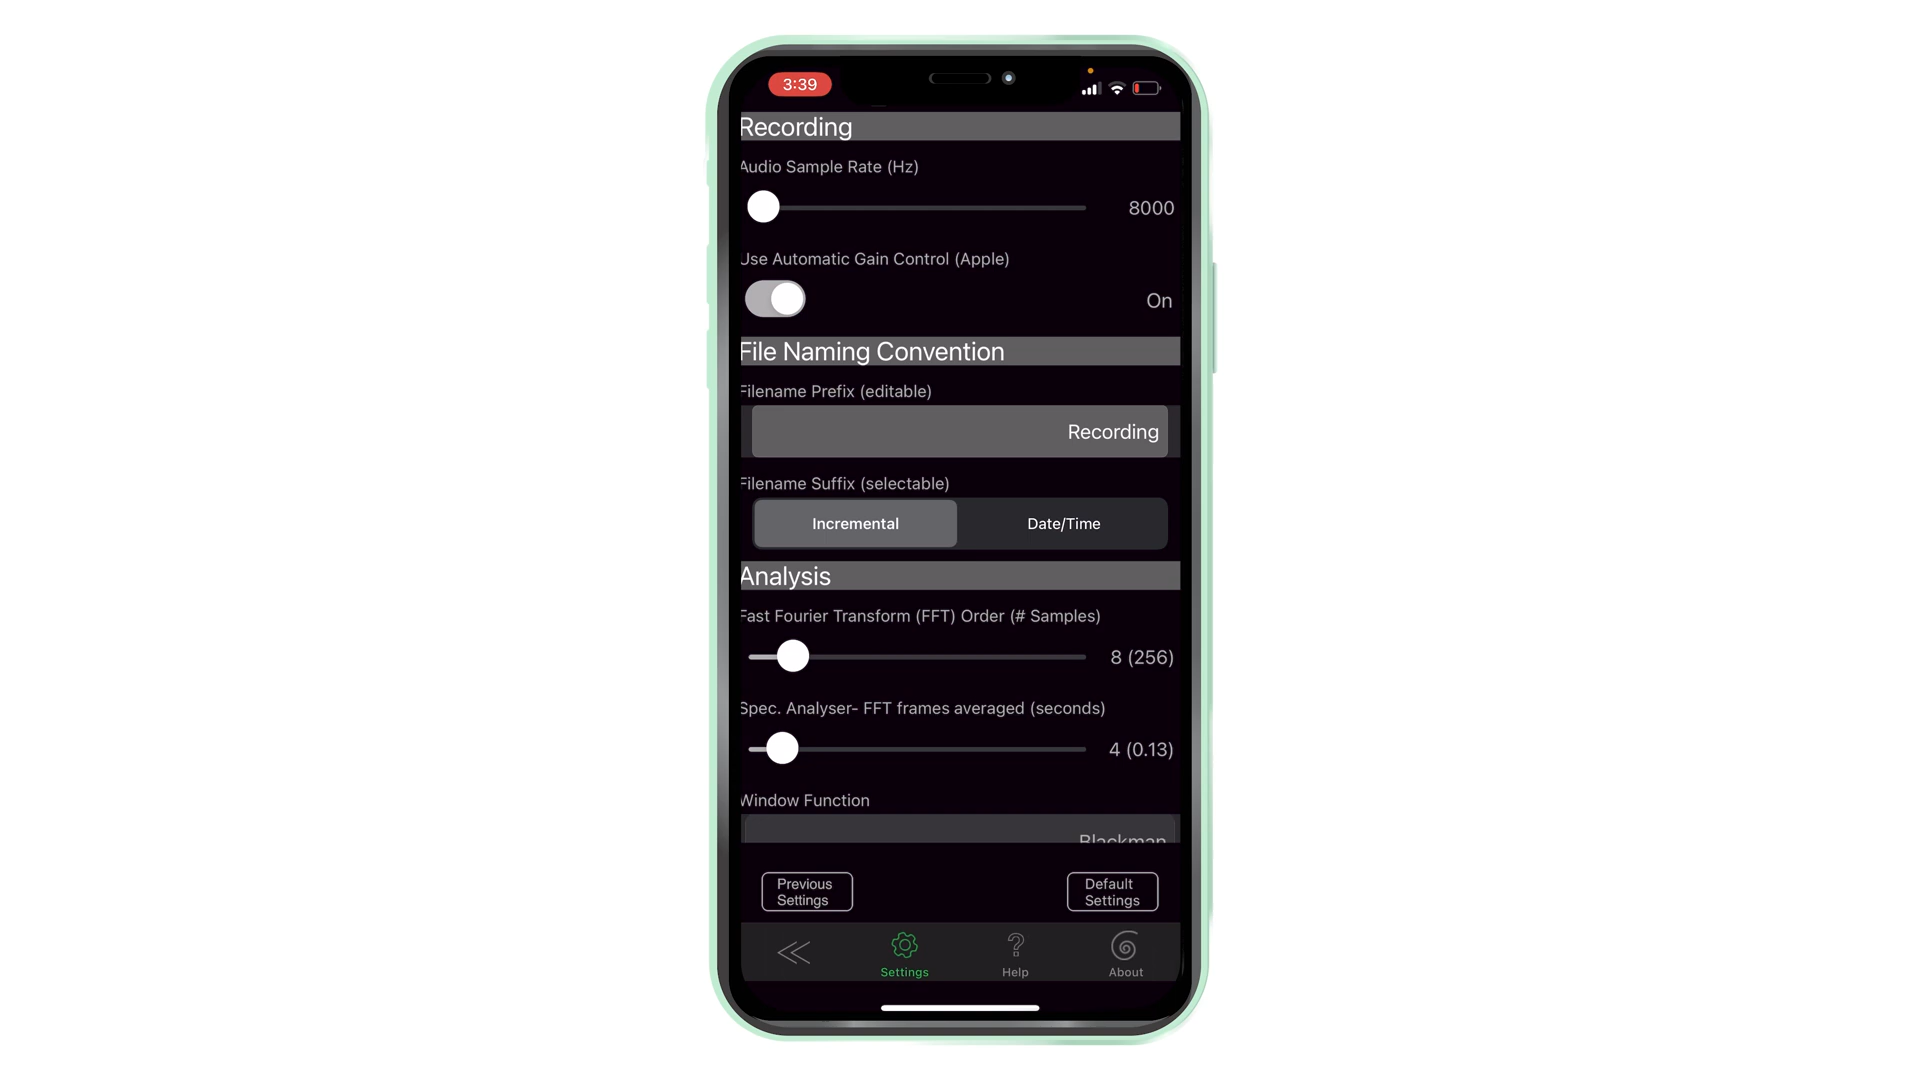 3:39
Recording
Audio Sample Rate (Hz)
8000
Use Automatic Gain Control (Apple)
On
File Naming Convention
Filename Prefix (editable)
Recording
Filename Suffix (selectable)
Incremental
Date/Time
Analysis
Fast Fourier Transform (FFT) Order (# Samples)
8 (256)
Spec. Analyser- FFT frames averaged (seconds)
4 (0.13)
Window Function
Blackman
Previous
Settings
Default
Settings
Settings
Help
About